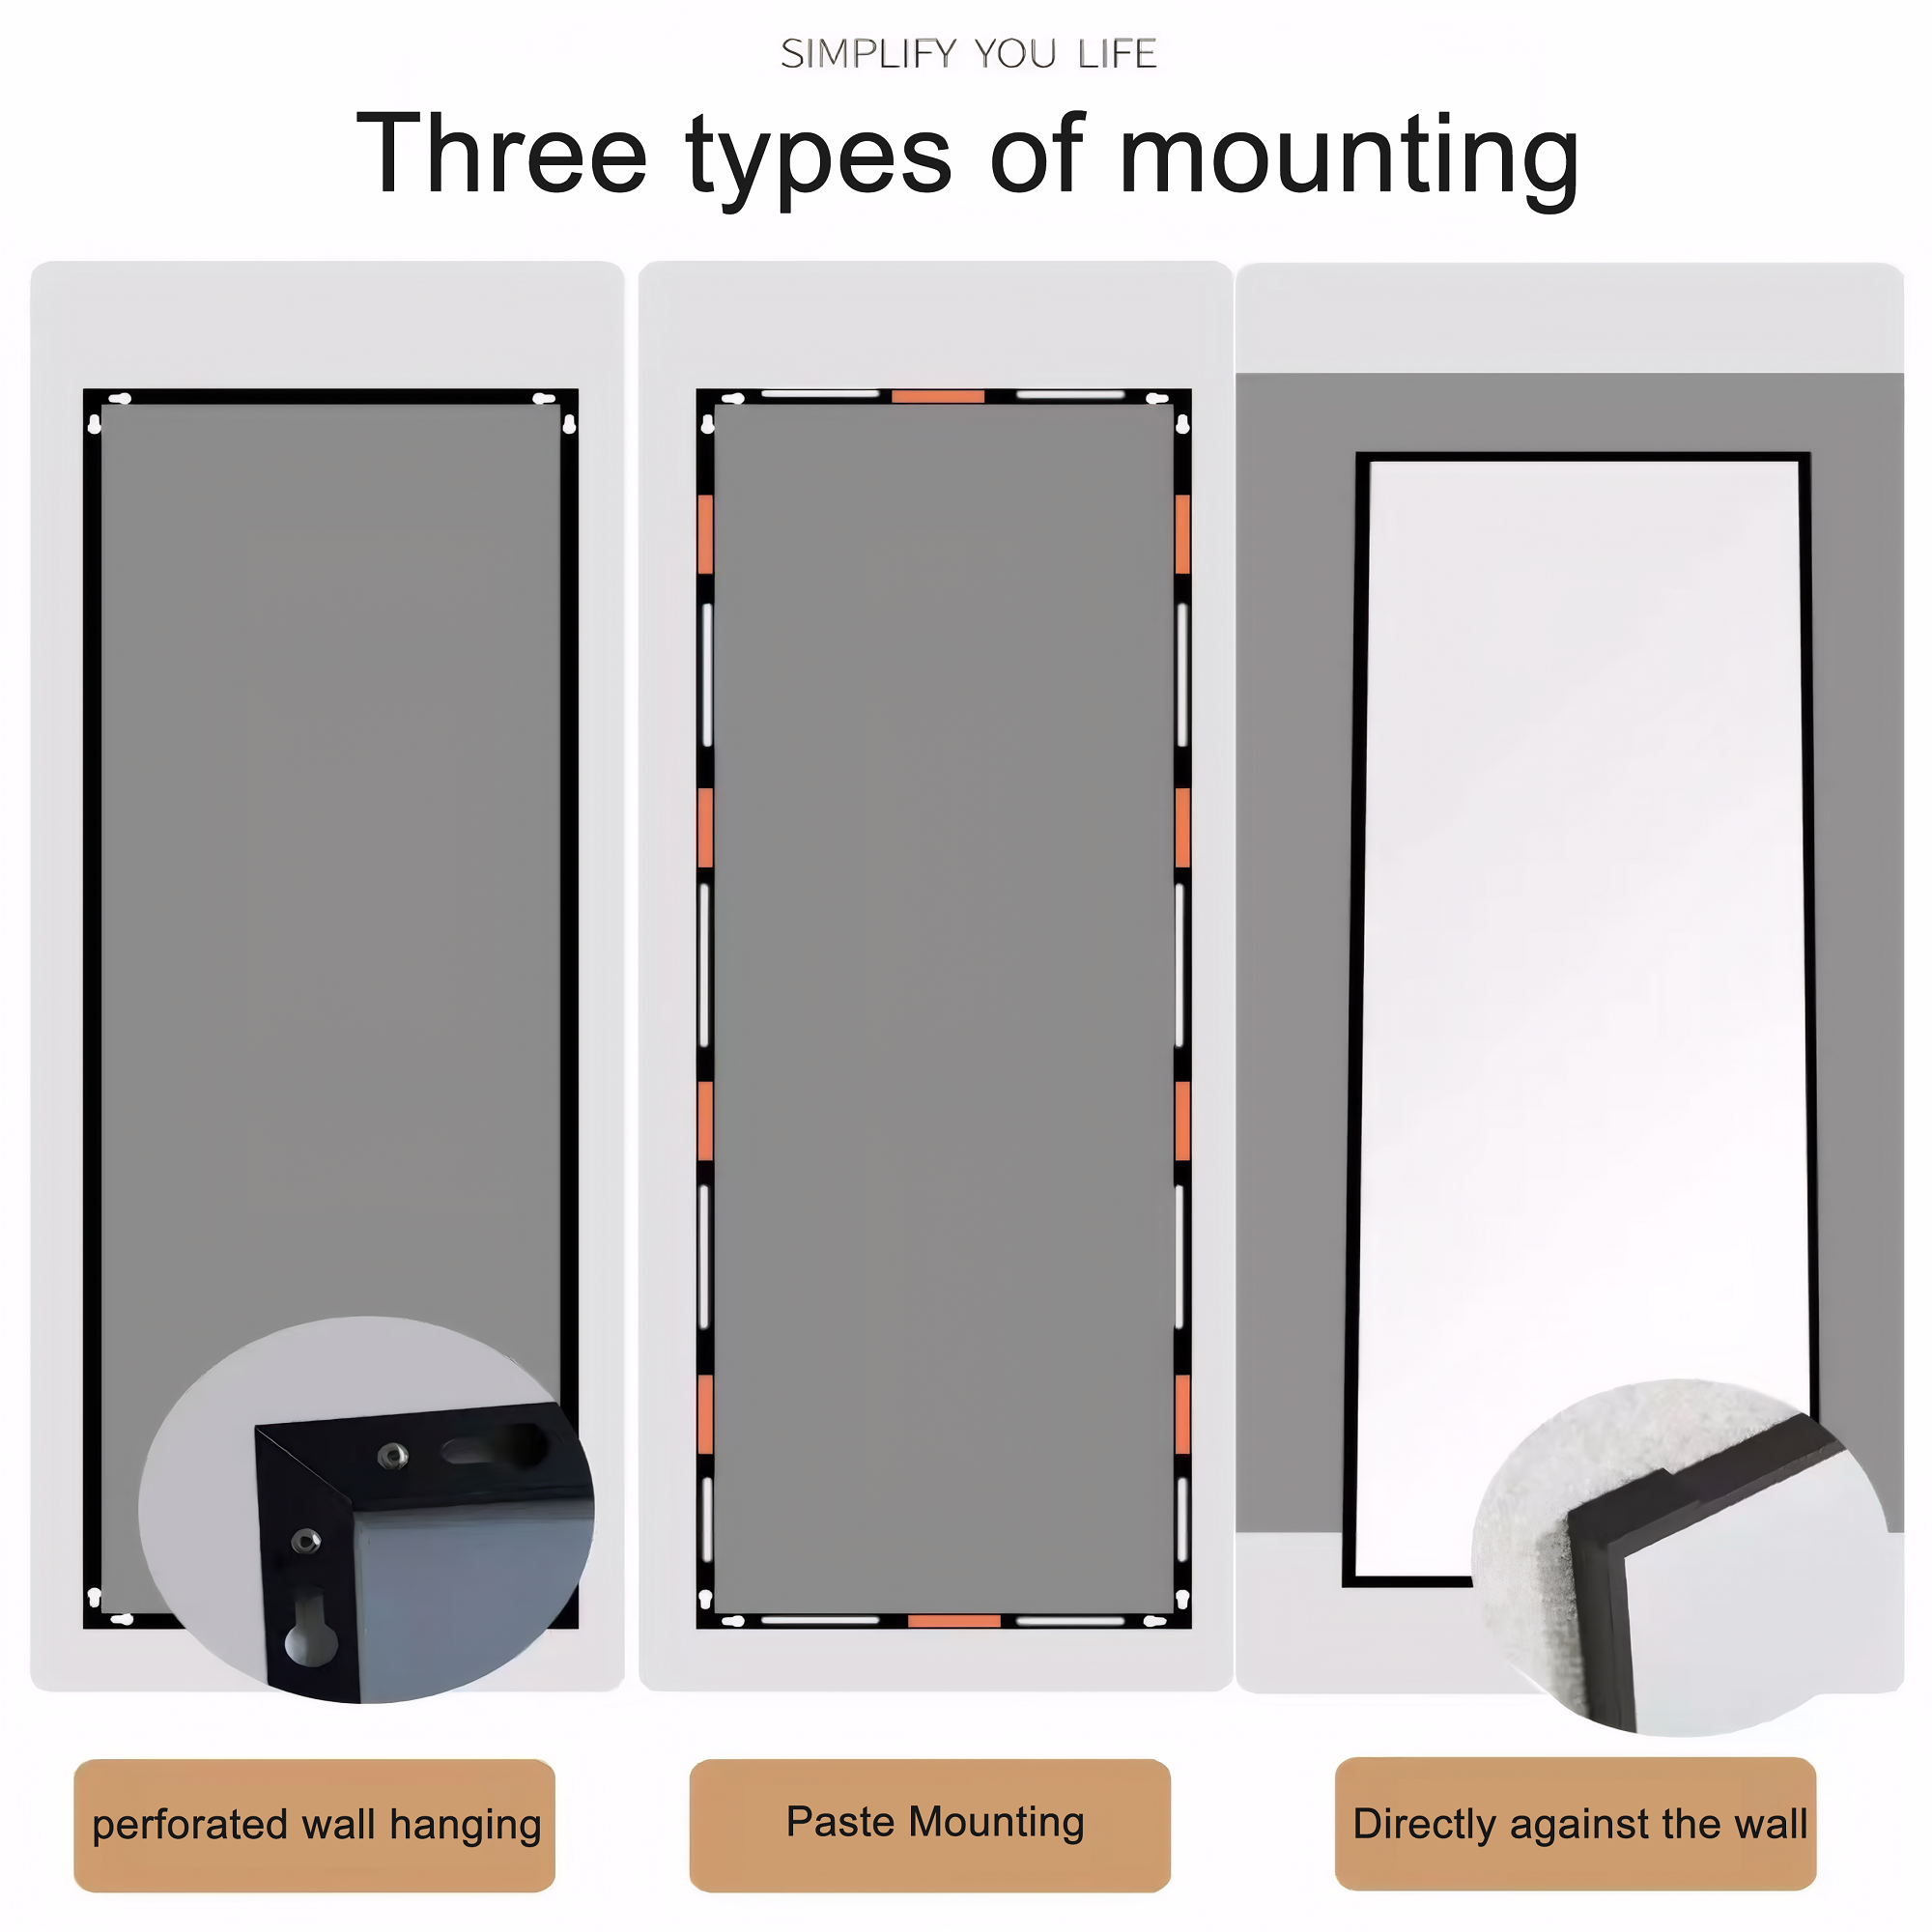 SIMPLIFY YOU LIFE
Three types of mounting
perforated wall hanging
Paste Mounting
Directly against the wall